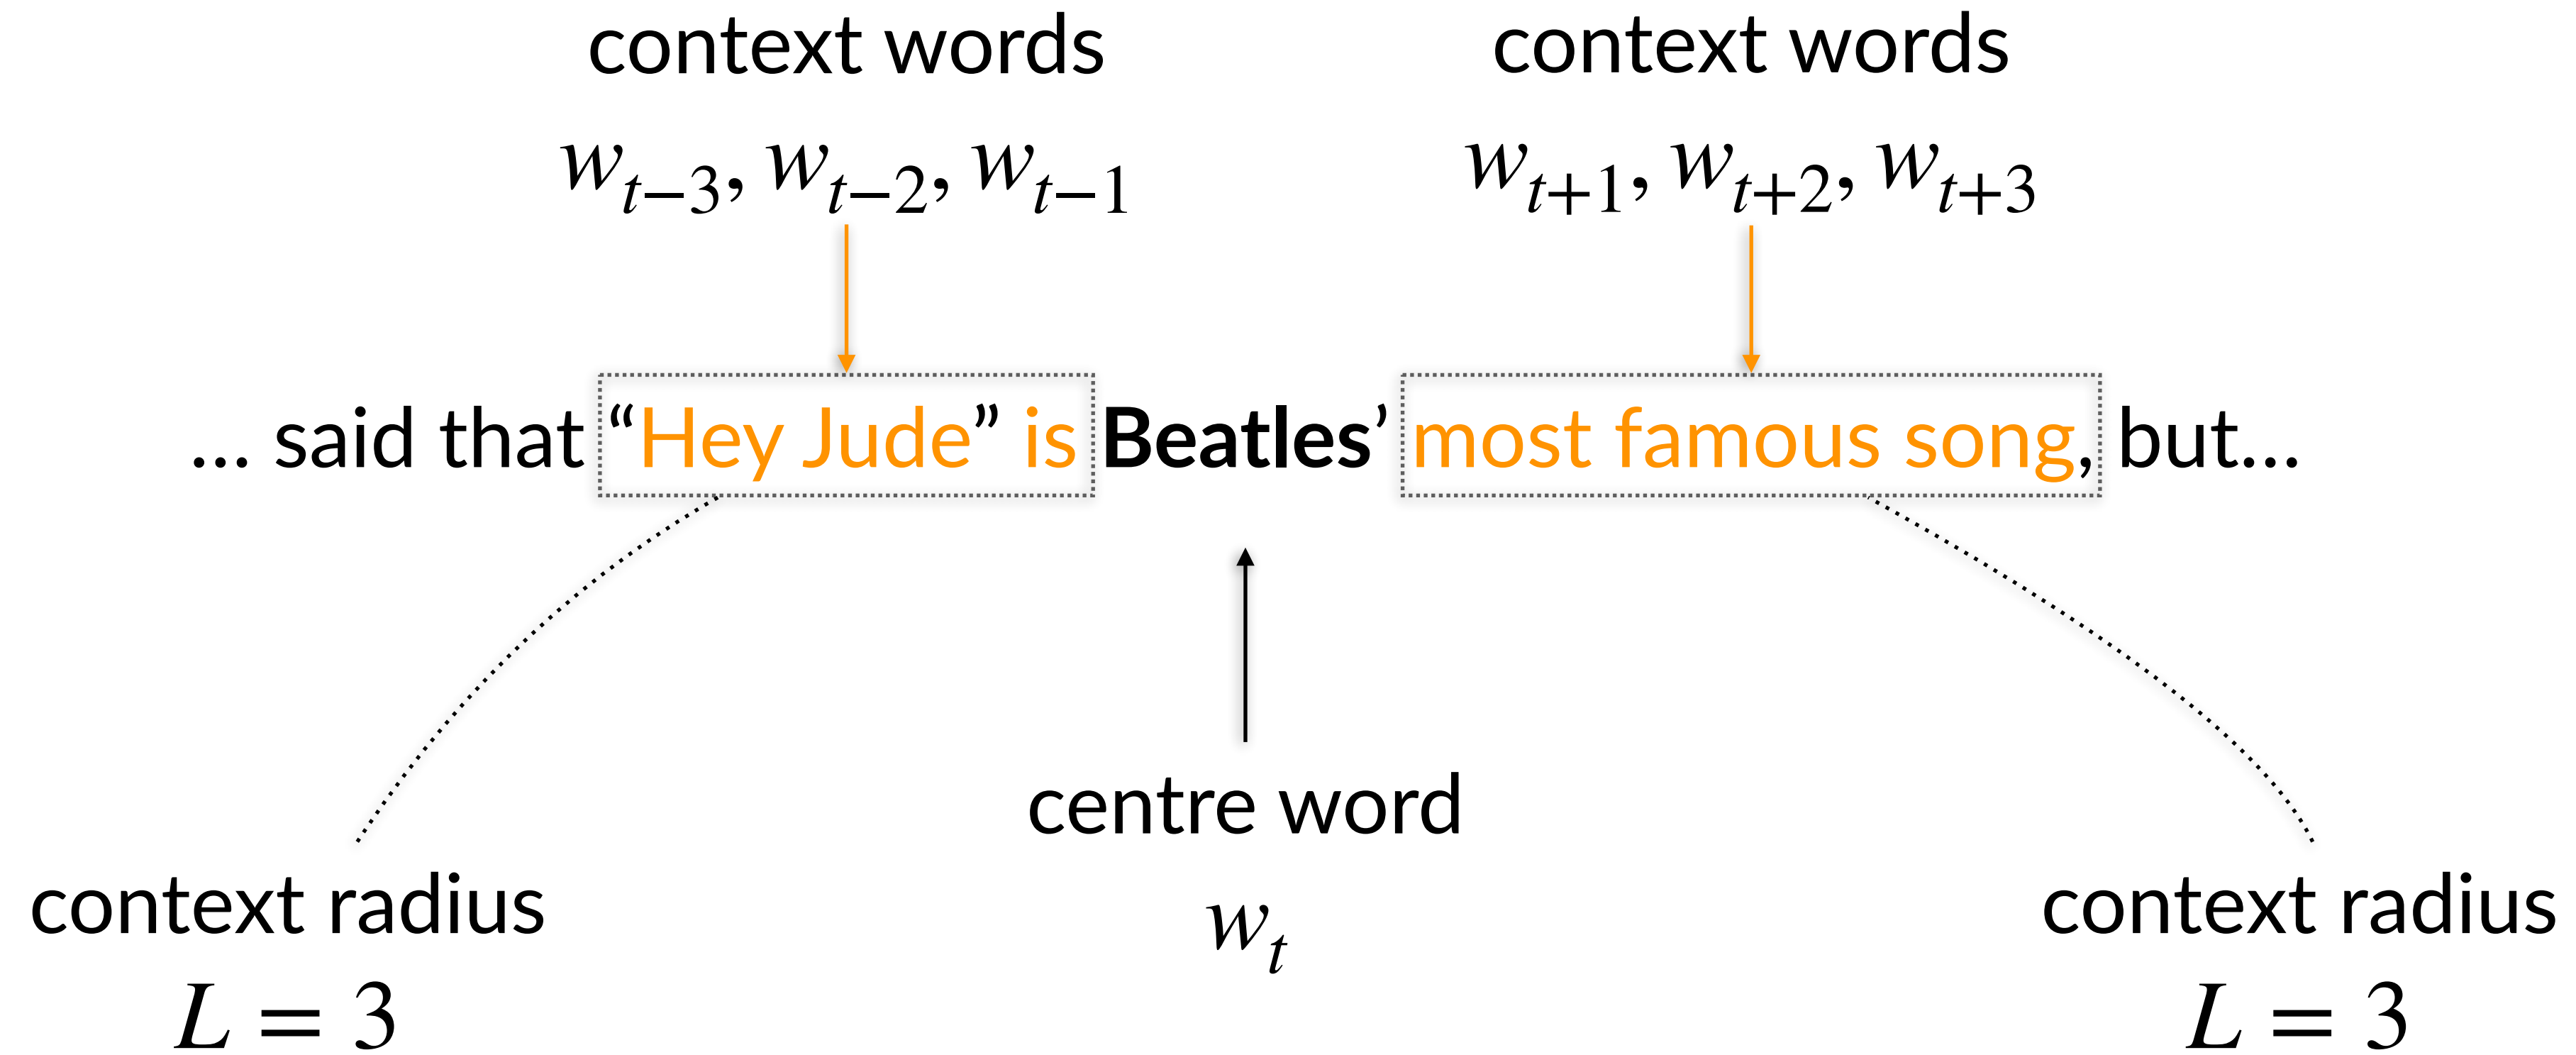 context words context words
w_{t−3}, w_{t−2}, w_{t−1} w_{t+1}, w_{t+2}, w_{t+3}
... said that “Hey Jude” is Beatles’ most famous song, but...
centre word
w_t
context radius context radius
L = 3 L = 3